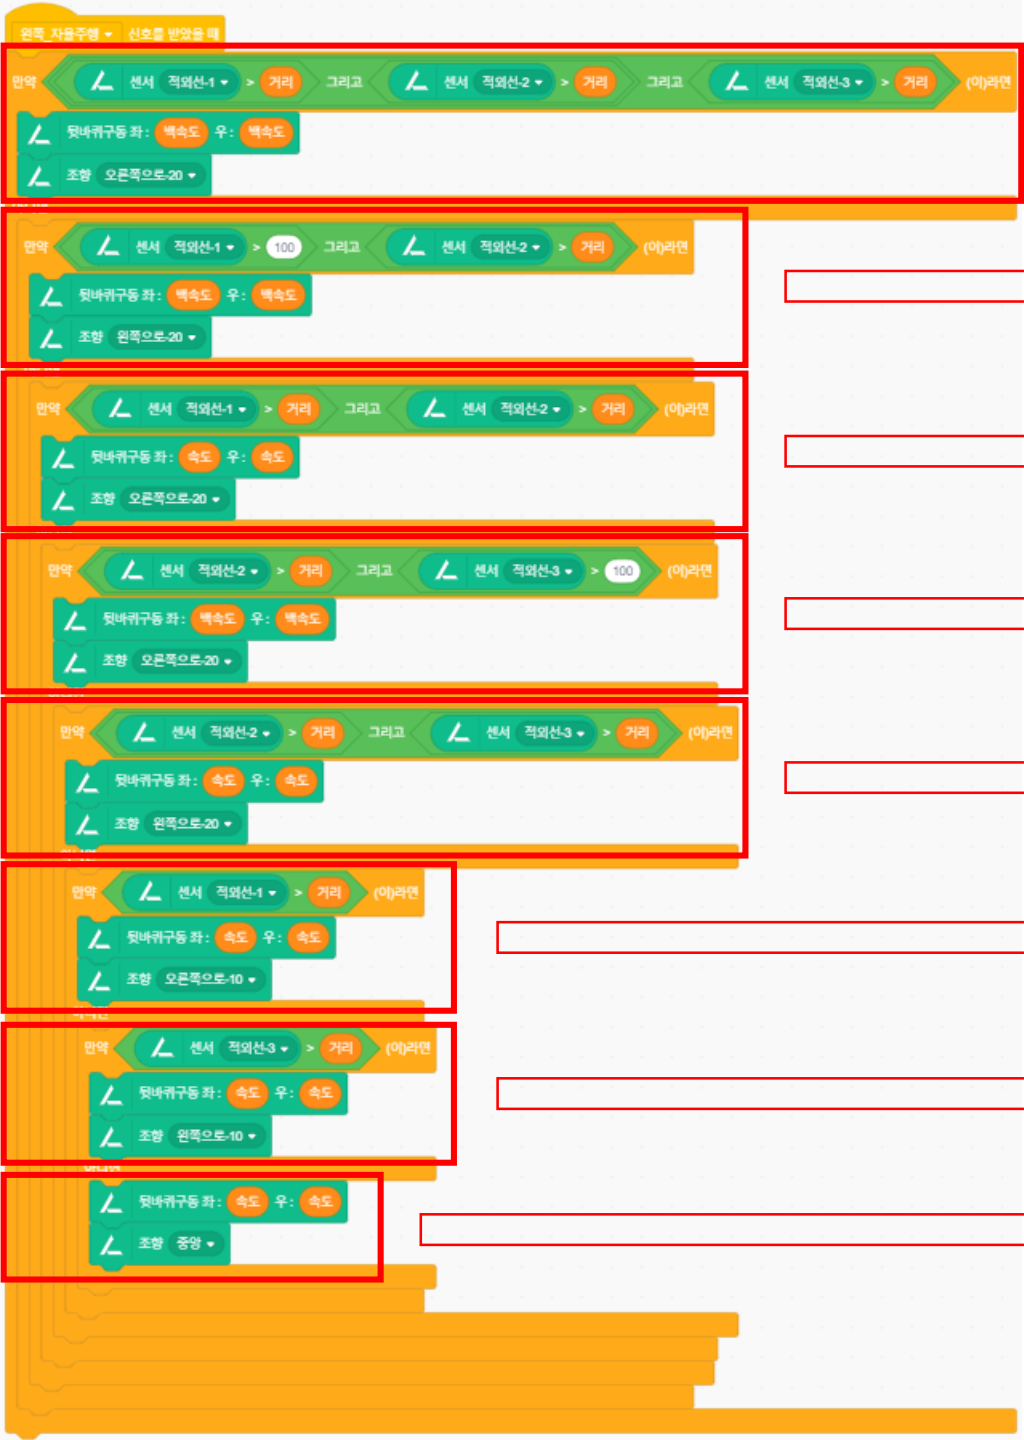 왼쪽_자율주행 신호를 받았을 때
만약 센서 적외선-1 > 거리 그리고 센서 적외선-2 > 거리 그리고 센서 적외선-3 > 거리 (이)라면
뒷바퀴구동 좌: 백속도 우: 백속도
조향 오른쪽으로-20
만약 센서 적외선-1 > 100 그리고 센서 적외선-2 > 거리 (이)라면
뒷바퀴구동 좌: 백속도 우: 백속도
조향 왼쪽으로-20
만약 센서 적외선-1 > 거리 그리고 센서 적외선-2 > 거리 (이)라면
뒷바퀴구동 좌: 속도 우: 속도
조향 오른쪽으로-20
만약 센서 적외선-2 > 거리 그리고 센서 적외선-3 > 100 (이)라면
뒷바퀴구동 좌: 백속도 우: 백속도
조향 오른쪽으로-20
만약 센서 적외선-2 > 거리 그리고 센서 적외선-3 > 거리 (이)라면
뒷바퀴구동 좌: 속도 우: 속도
조향 왼쪽으로-20
만약 센서 적외선-1 > 거리 (이)라면
뒷바퀴구동 좌: 속도 우: 속도
조향 오른쪽으로-10
만약 센서 적외선-3 > 거리 (이)라면
뒷바퀴구동 좌: 속도 우: 속도
조향 왼쪽으로-10
뒷바퀴구동 좌: 속도 우: 속도
조향 중앙